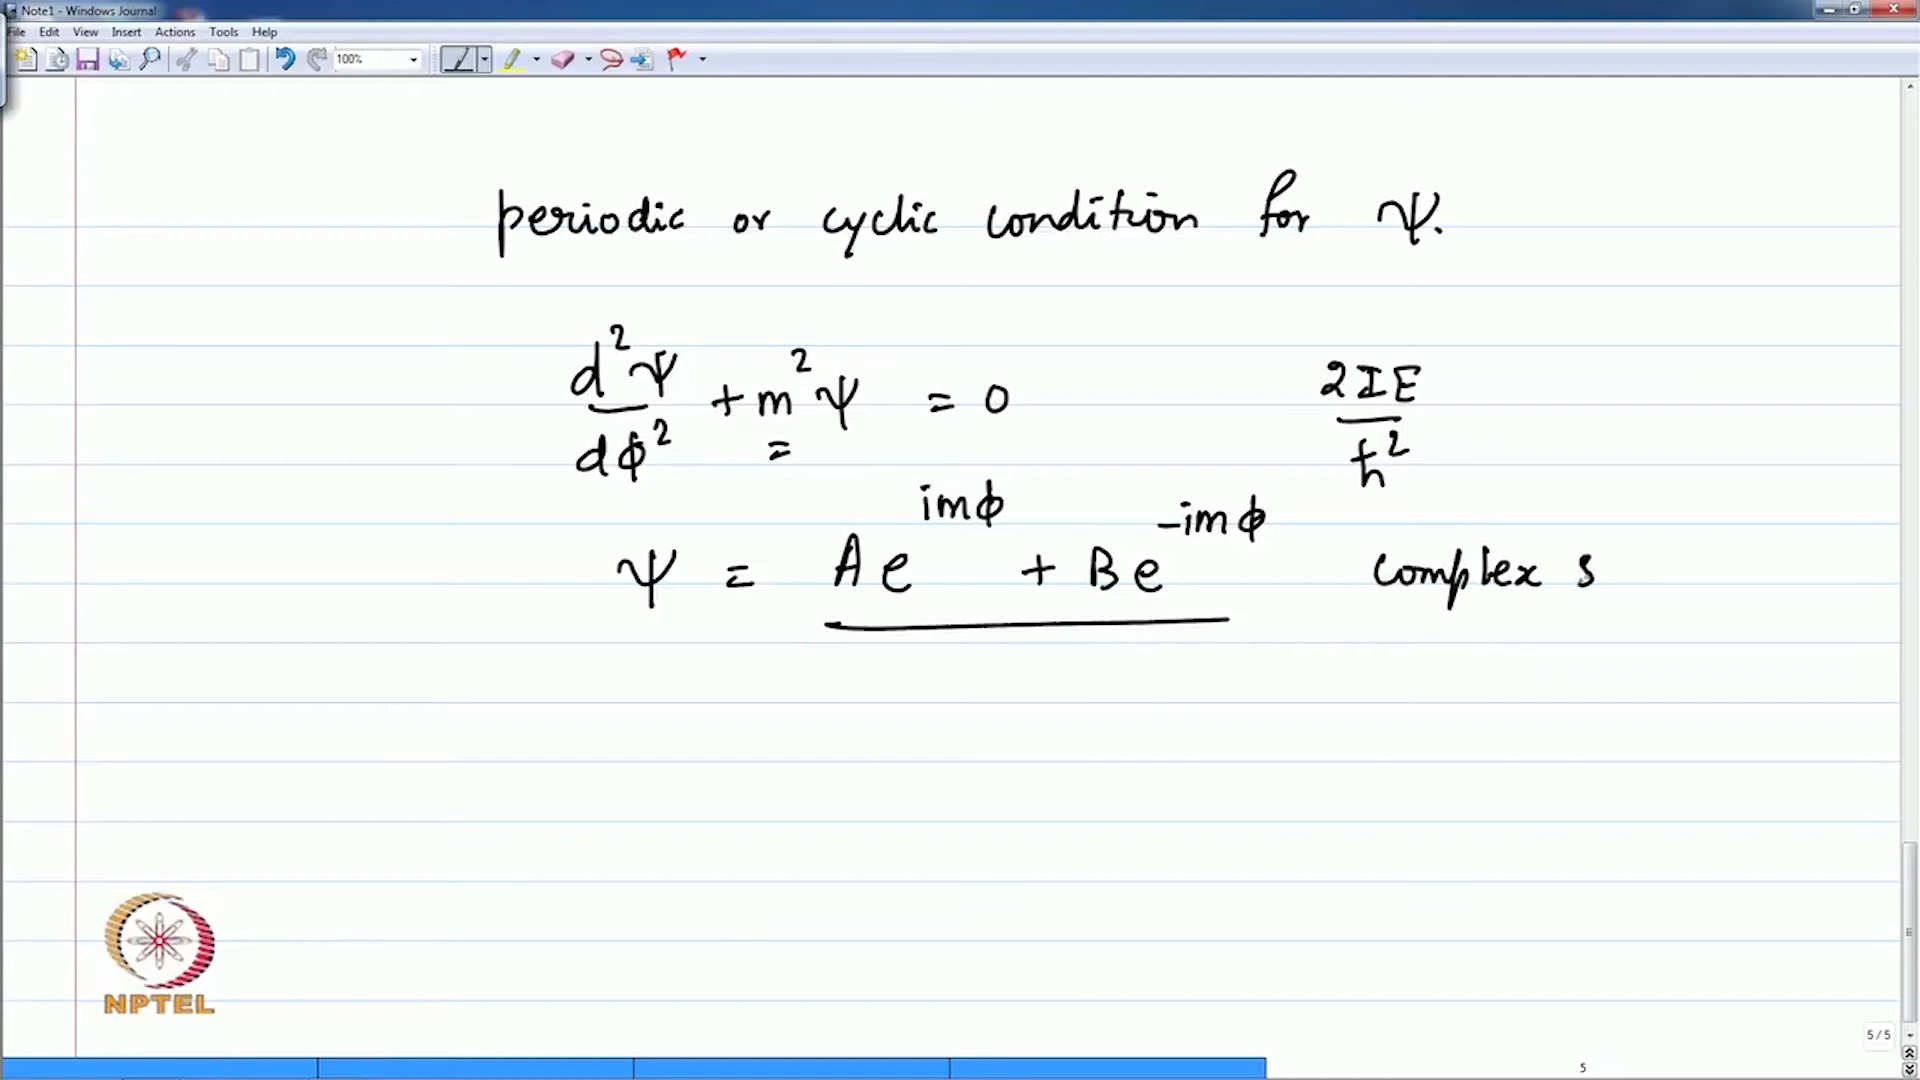 Note1 - Windows Journal
File Edit View Insert Actions Tools Help
100%
periodic or cyclic condition for ψ.
d²ψ/dφ² + m²ψ = 0
2IE/ħ²
ψ = Ae^{imφ} + Be^{-imφ} complex s
NPTEL
5/5
5